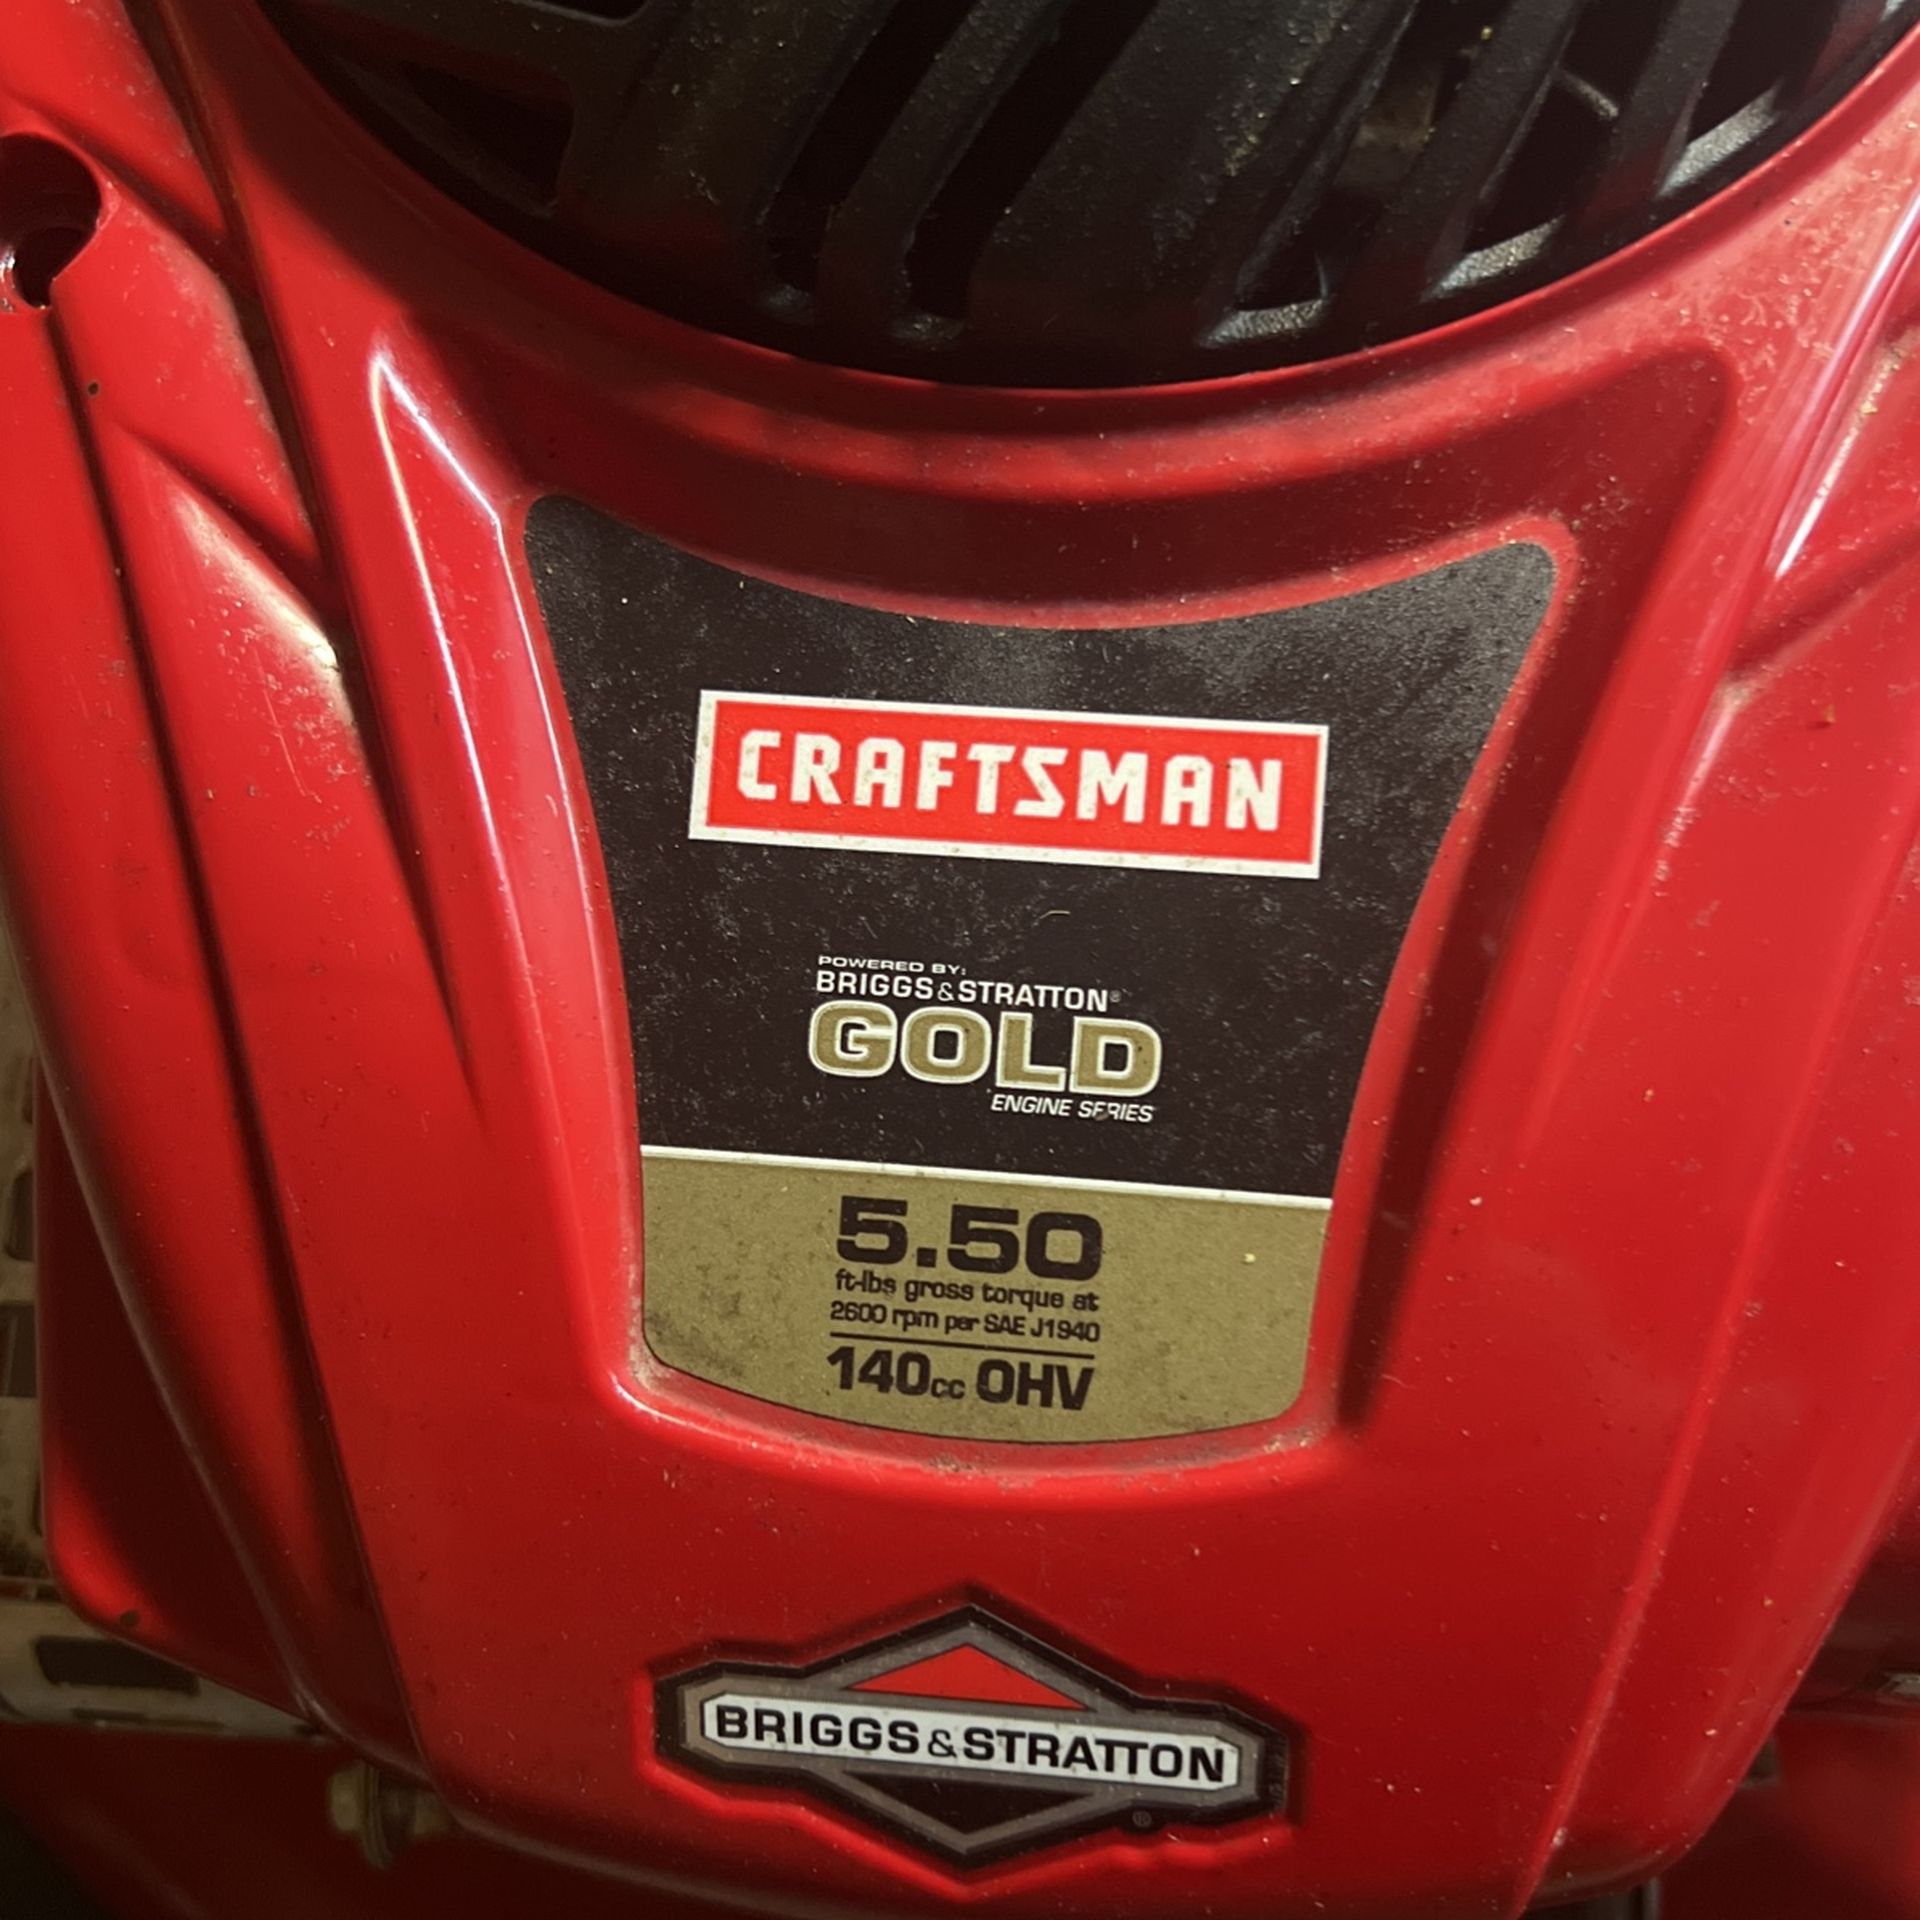 CRAFTSMAN
POWERED BY:
BRIGGS & STRATTON®
GOLD
ENGINE SERIES
5.50
ft-lbs gross torque at
2600 rpm per SAE J1940
140cc OHV
BRIGGS & STRATTON
®